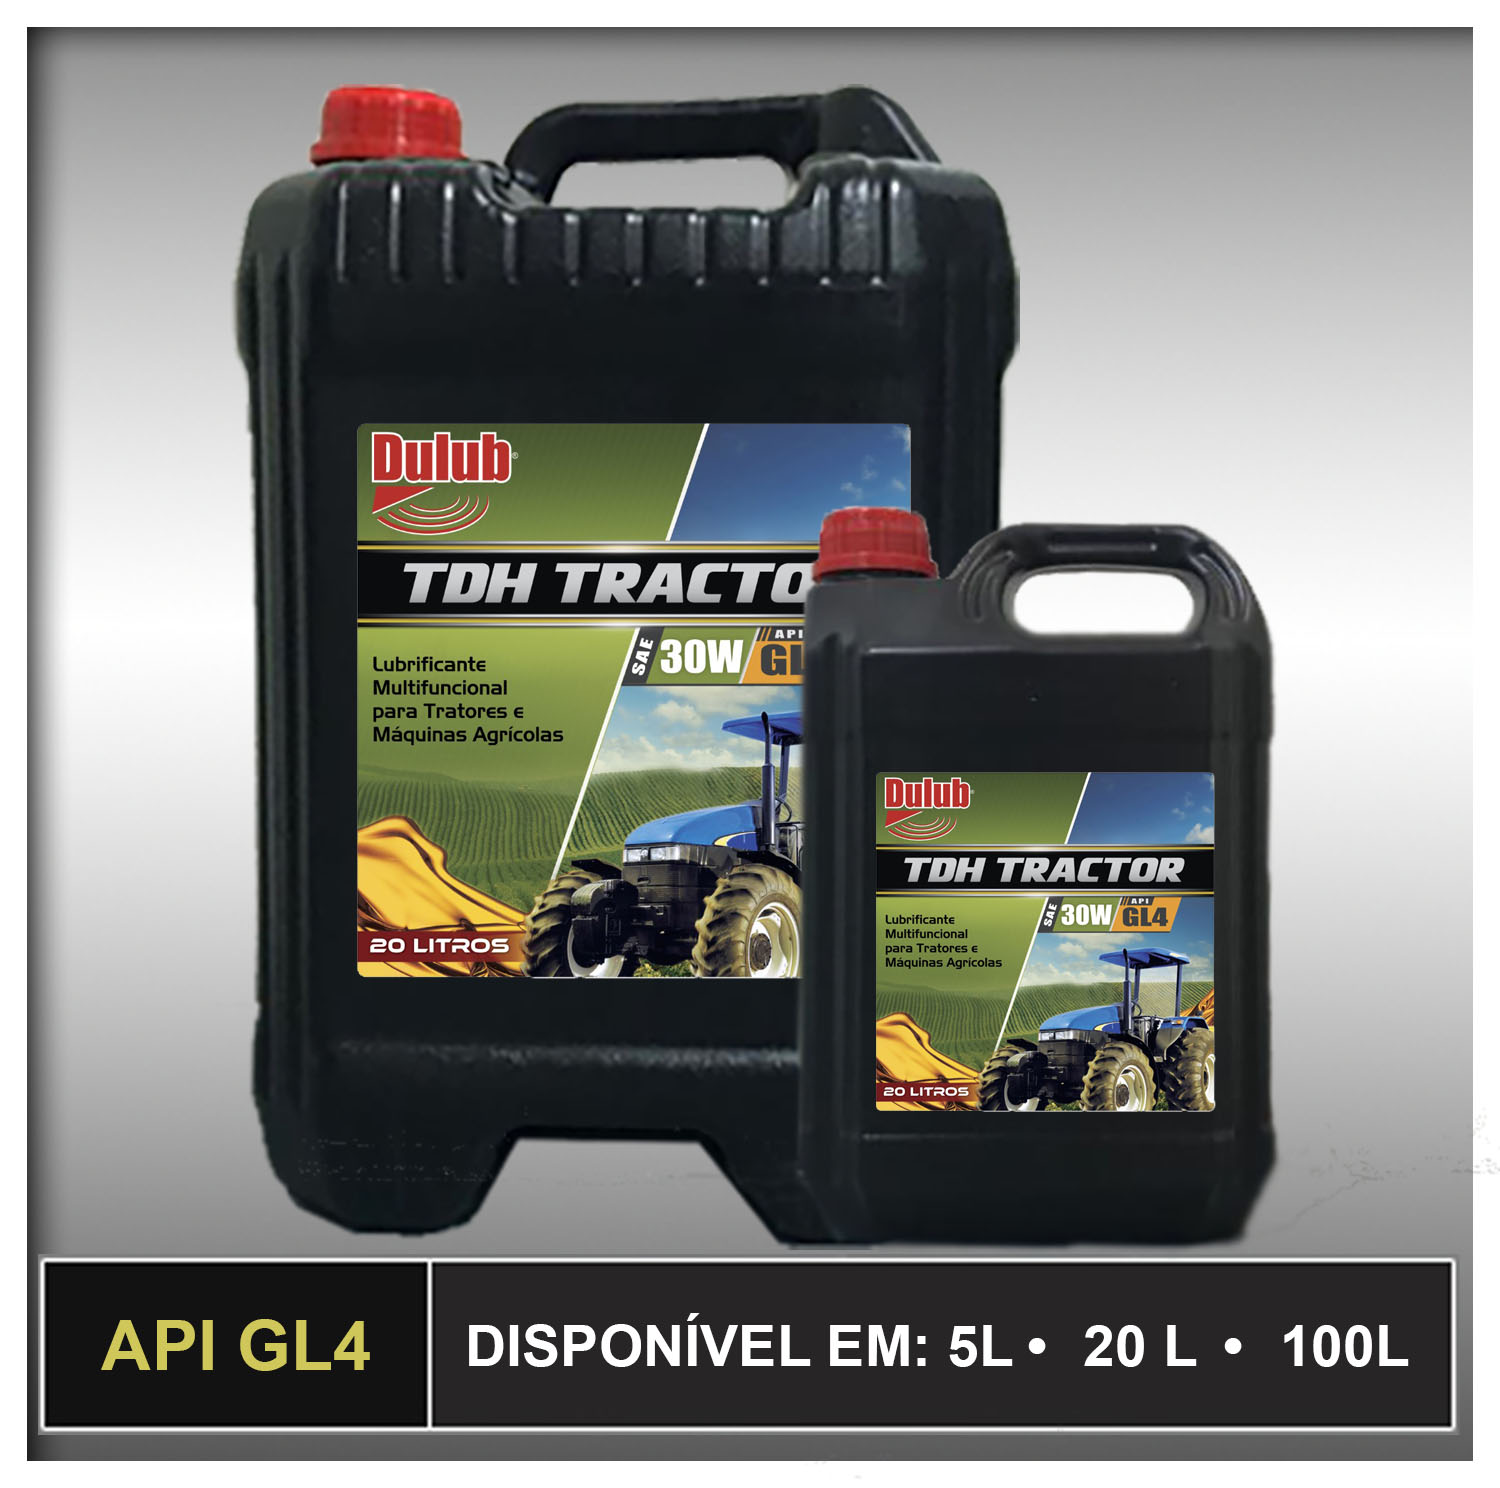 Dulub®
TDH TRACTO
SAE 30W API GL
Lubrificante
Multifuncional
para Tratores e
Máquinas Agrícolas
20 LITROS
Dulub
TDH TRACTOR
SAE 30W API GL4
Lubrificante
Multifuncional
para Tratores e
Máquinas Agrícolas
20 LITROS
API GL4
DISPONÍVEL EM: 5L • 20 L • 100L